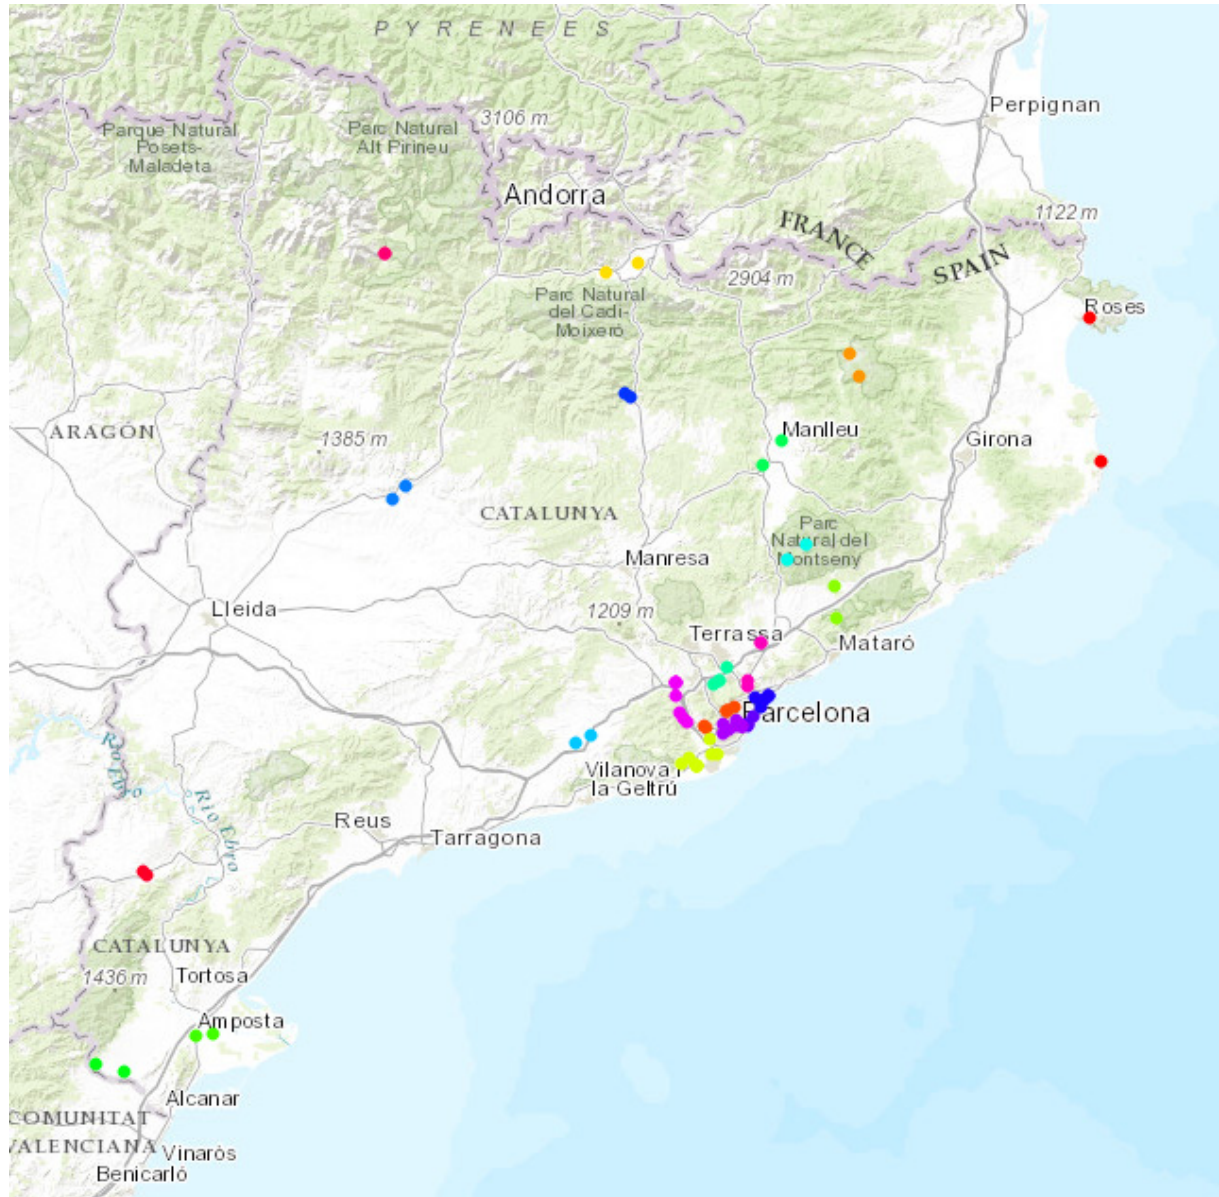 PYRENEES
Perpignan
3106 m
Parque Natural
Posets-
Maladeta
Parc Natural
Alt Pirineu
Andorra
1122 m
FRANCE
SPAIN
2904 m
Parc Natural
del Cadí-
Moixeró
Roses
ARAGÓN
1385 m
Manlleu
Girona
CATALUNYA
Parc
Natural del
Montseny
Manresa
Lleida
1209 m
Terrassa
Mataró
Barcelona
Río Ebro
Vilanova i
la Geltrú
Río Ebro
Reus
Tarragona
CATALUNYA
1436 m
Tortosa
Amposta
Alcanar
COMUNITAT
VALENCIANA
Vinaròs
Benicarló